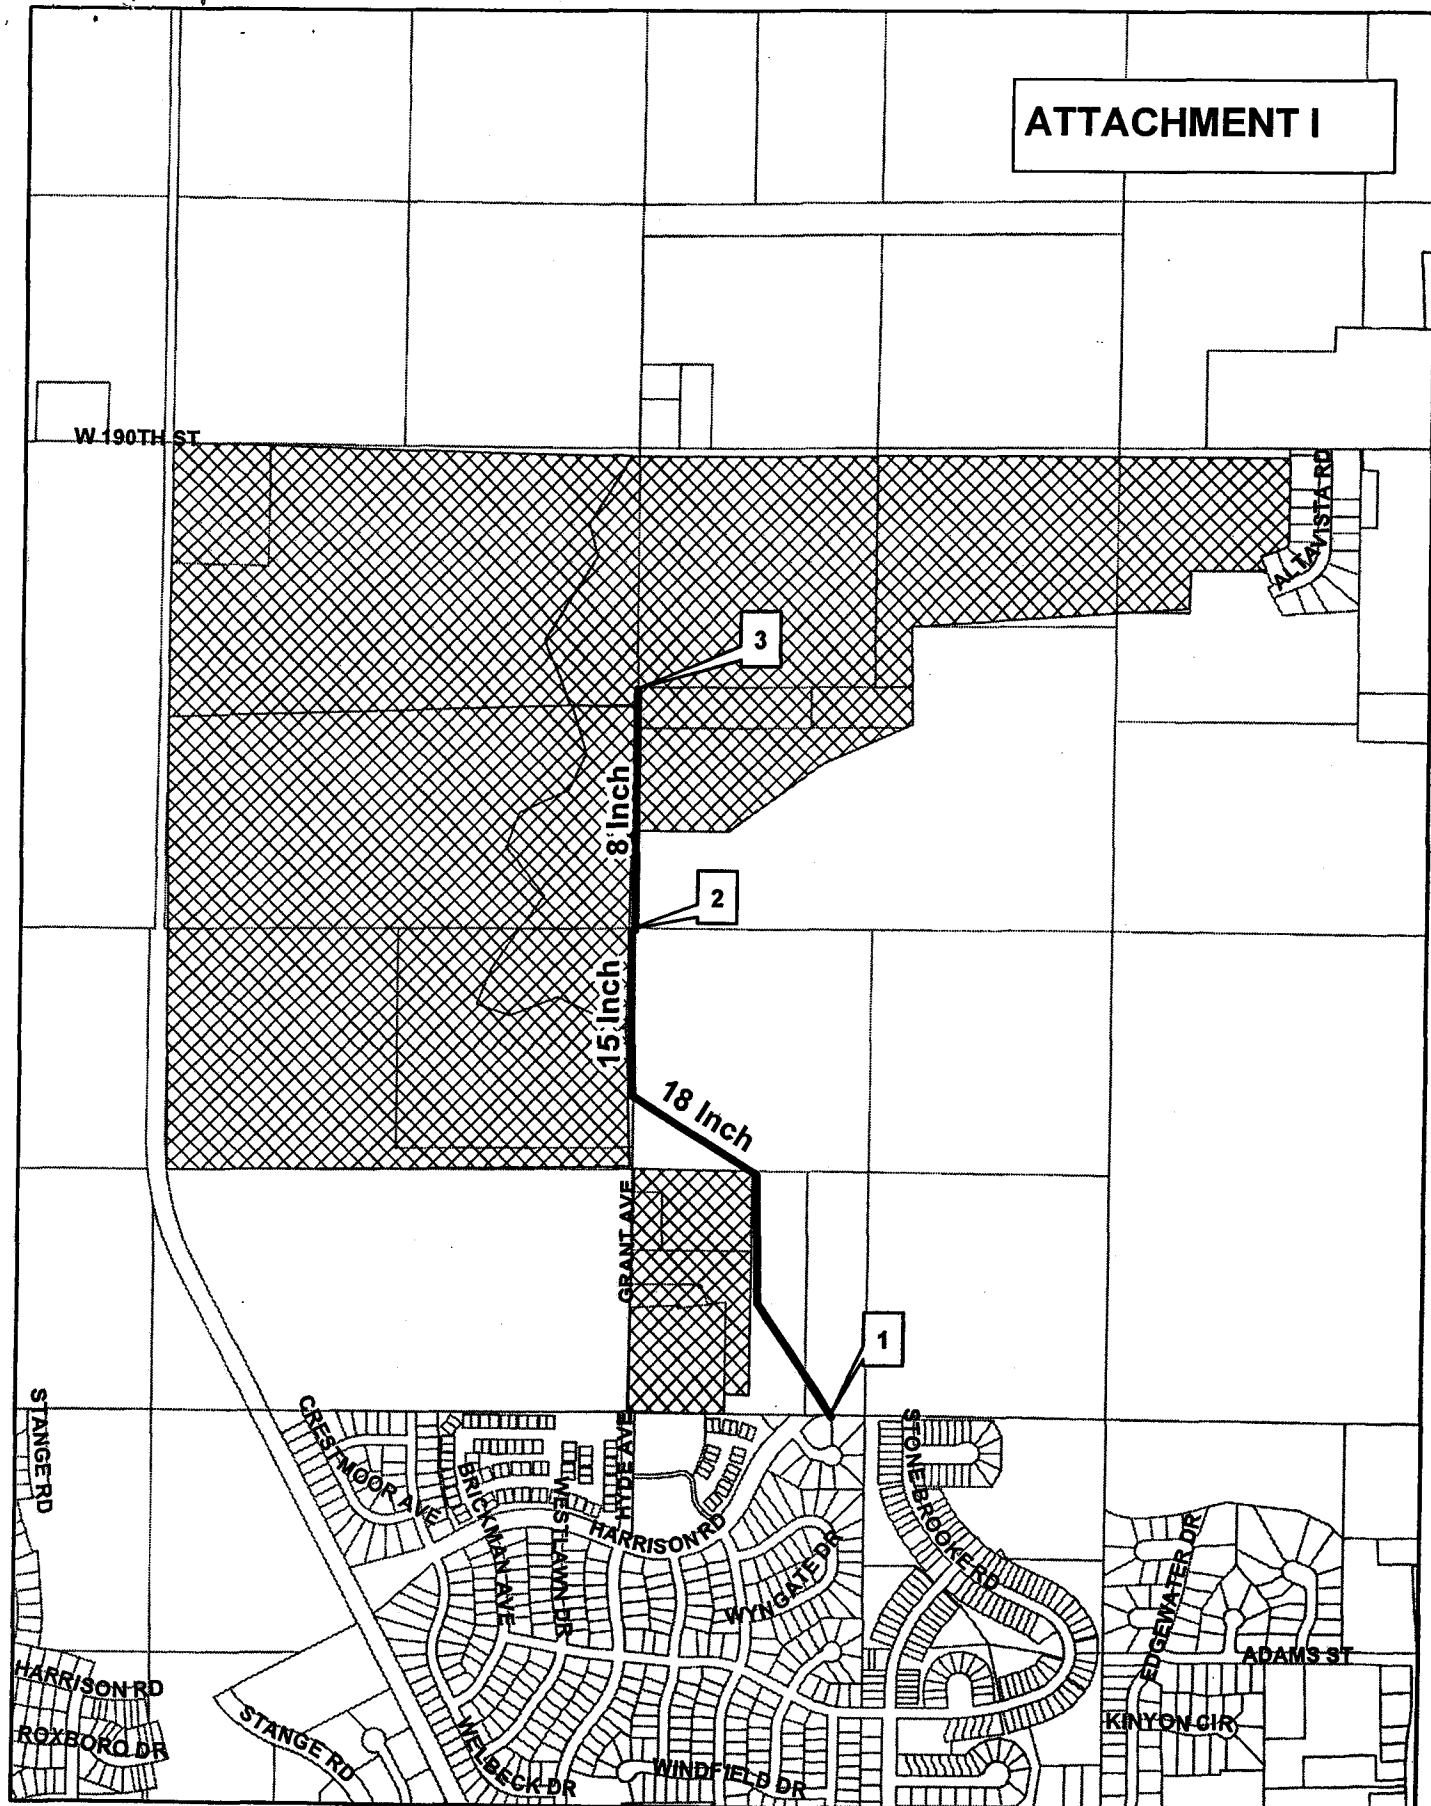 ATTACHMENT I
W 190TH ST
ALTAVISTA RD
3
8 Inch
2
15 Inch
18 Inch
GRANT AVE
1
STANGE RD
CRESTMOOR AVE
BRICKMAN AVE
WESTLAWN DR
HYDE AVE
HARRISON RD
WYNGATE DR
STONEBROOKE RD
EDGEWATER DR
ADAMS ST
HARRISON RD
ROXBORO DR
STANGE RD
WELBECK DR
WINDFIELD DR
KINYON CIR